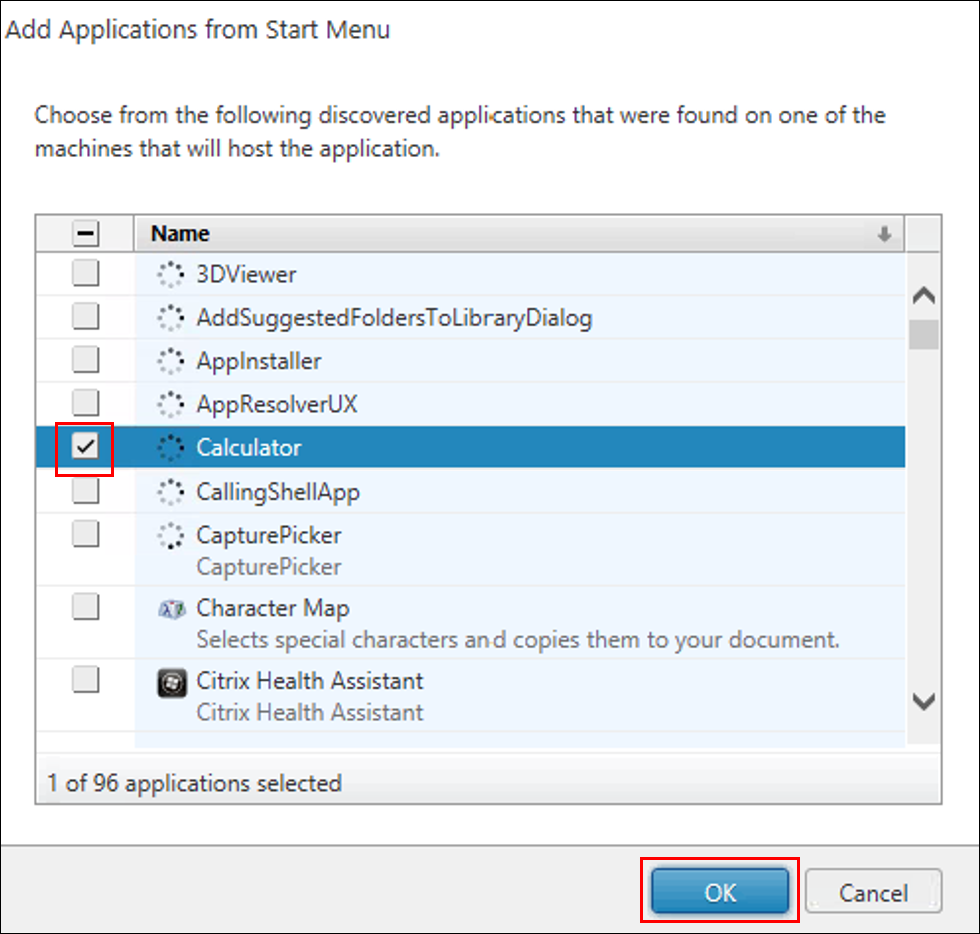 Add Applications from Start Menu
Choose from the following discovered applications that were found on one of the
machines that will host the application.
Name
3DViewer
AddSuggestedFoldersToLibraryDialog
AppInstaller
AppResolverUX
Calculator
CallingShellApp
CapturePicker
CapturePicker
Character Map
Selects special characters and copies them to your document.
Citrix Health Assistant
Citrix Health Assistant
1 of 96 applications selected
OK
Cancel